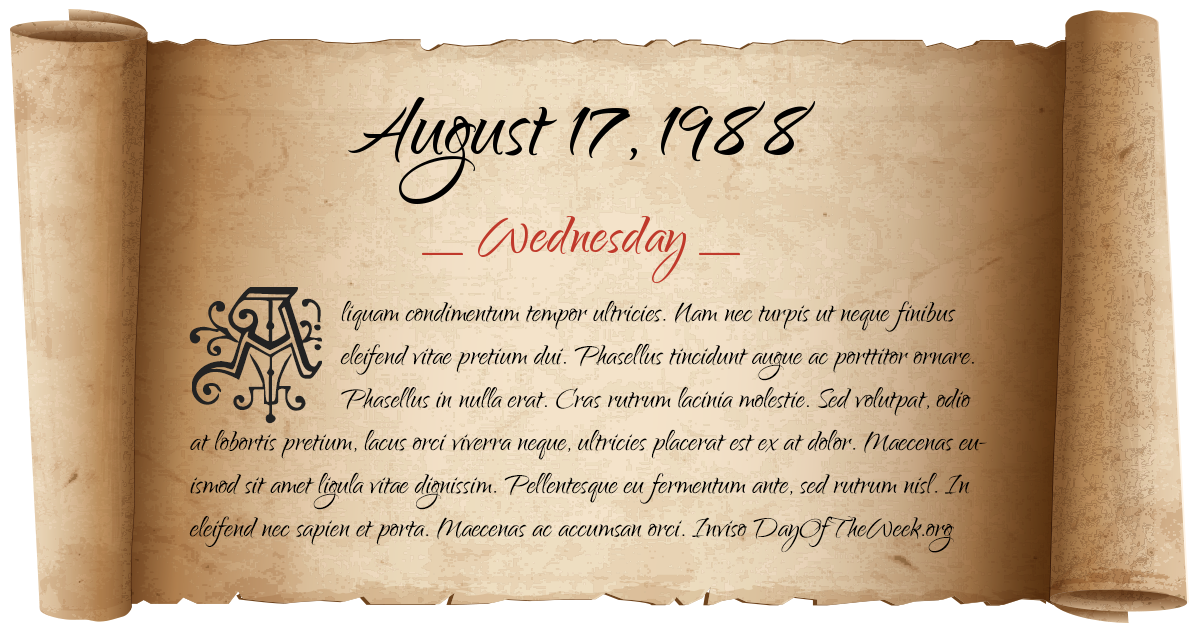 August 17, 1988
Wednesday
Aliquam condimentum tempor ultricies. Nam nec turpis ut neque finibus
eleifend vitae pretium dui. Phasellus tincidunt augue ac porttitor ornare.
Phasellus in nulla erat. Cras rutrum lacinia molestie. Sed volutpat, odio
at lobortis pretium, lacus orci viverra neque, ultricies placerat est ex at dolor. Maecenas eu-
ismod sit amet ligula vitae dignissim. Pellentesque eu fermentum ante, sed rutrum nisl. In
eleifend nec sapien et porta. Maecenas ac accumsan orci. Inviso DayOfTheWeek.org